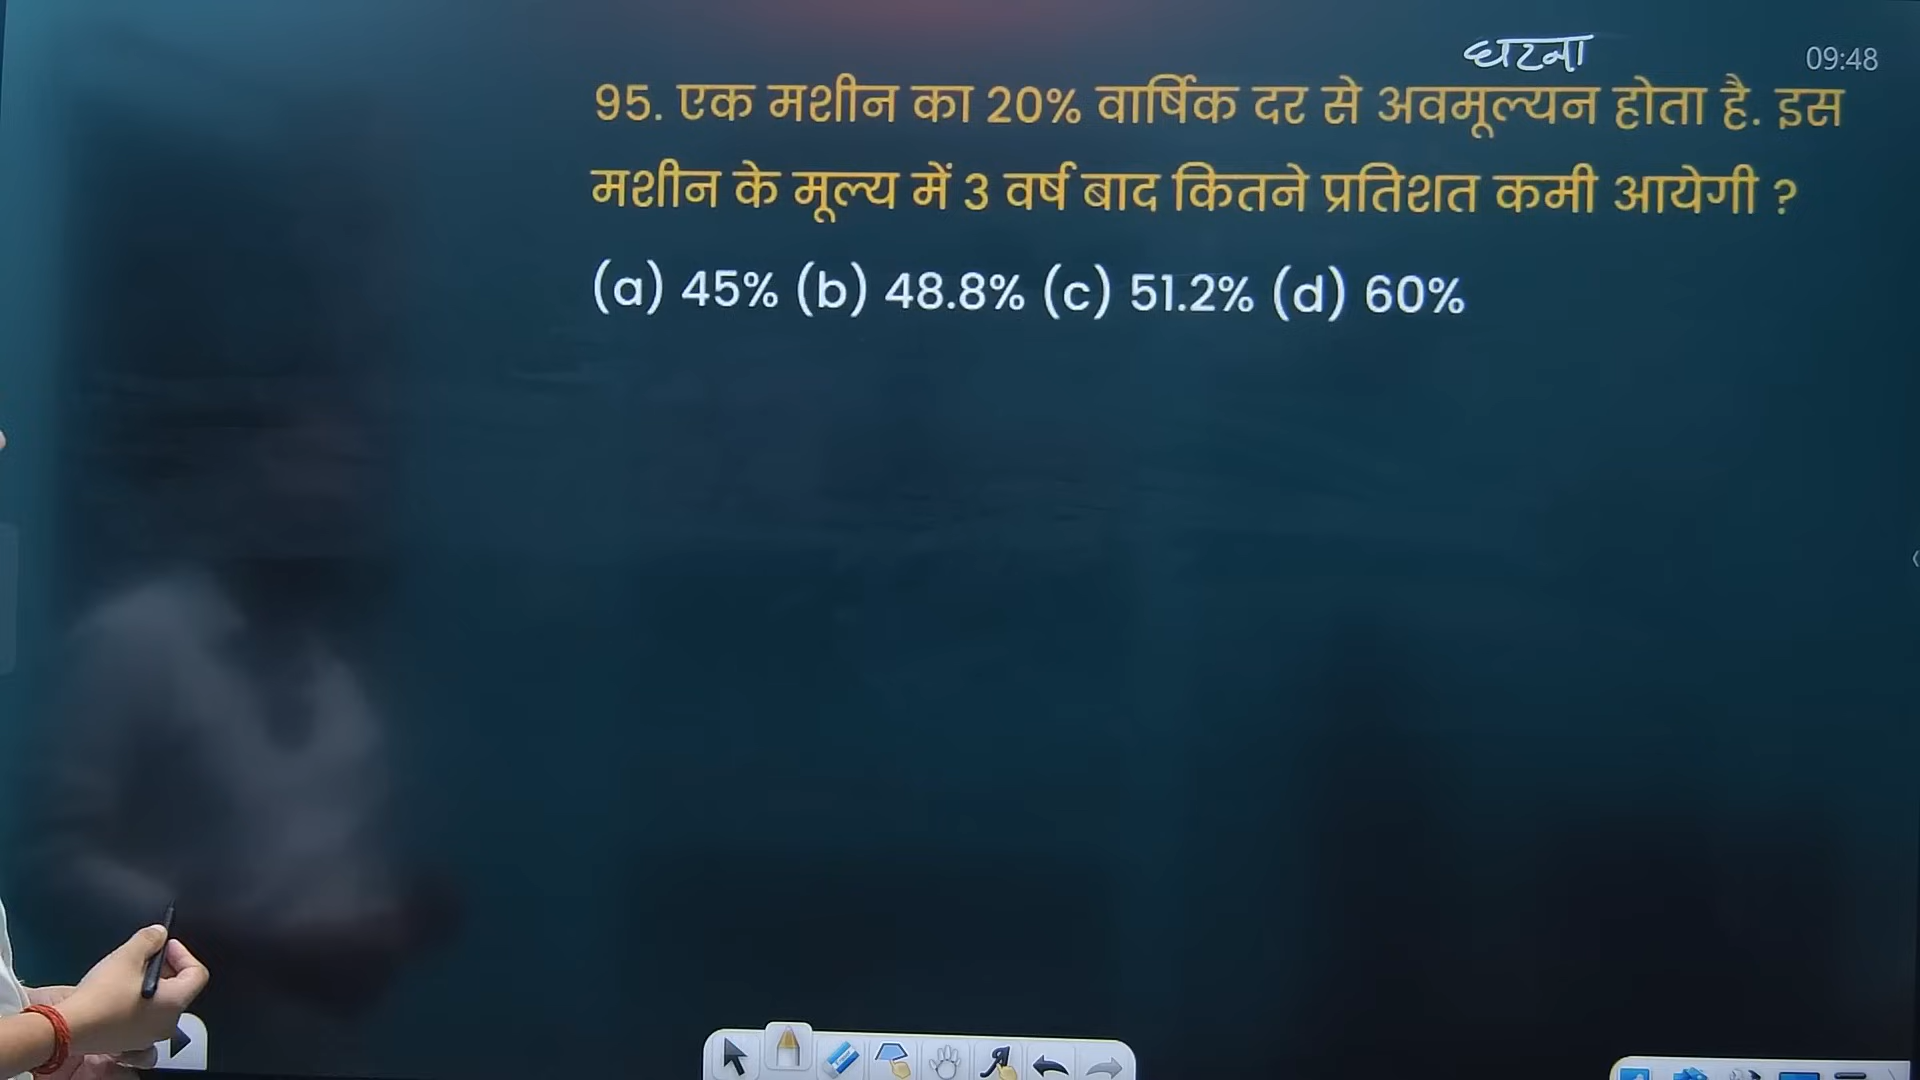 घटना
09:48
95. एक मशीन का 20% वार्षिक दर से अवमूल्यन होता है. इस
मशीन के मूल्य में 3 वर्ष बाद कितने प्रतिशत कमी आयेगी ?
(a) 45% (b) 48.8% (c) 51.2% (d) 60%